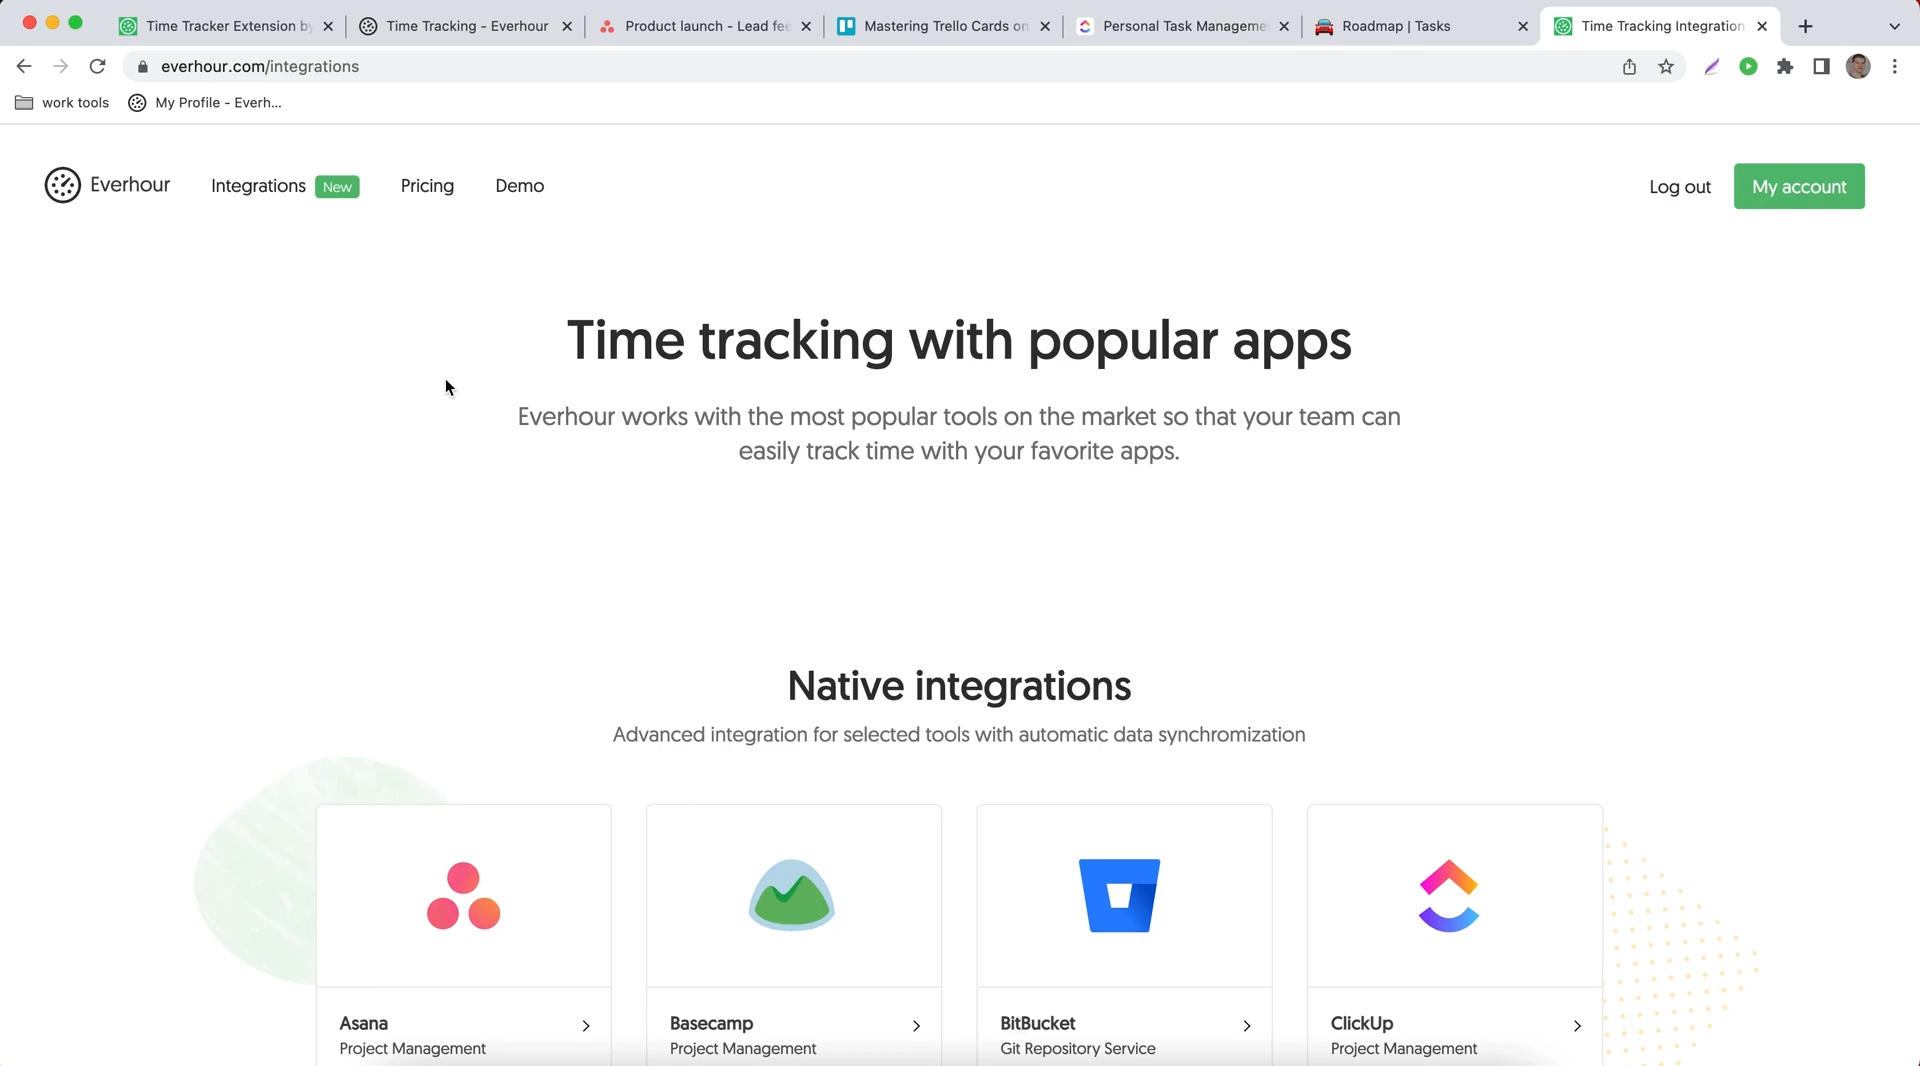 Time Tracker Extension by
Time Tracking - Everhour
Product launch - Lead fee
Mastering Trello Cards on
Personal Task Manageme
Roadmap | Tasks
Time Tracking Integration
everhour.com/integrations
work tools
My Profile - Everh...
Everhour
Integrations
New
Pricing
Demo
Log out
My account
Time tracking with popular apps
Everhour works with the most popular tools on the market so that your team can
easily track time with your favorite apps.
Native integrations
Advanced integration for selected tools with automatic data synchromization
Asana
Basecamp
BitBucket
ClickUp
Project Management
Project Management
Git Repository Service
Project Management